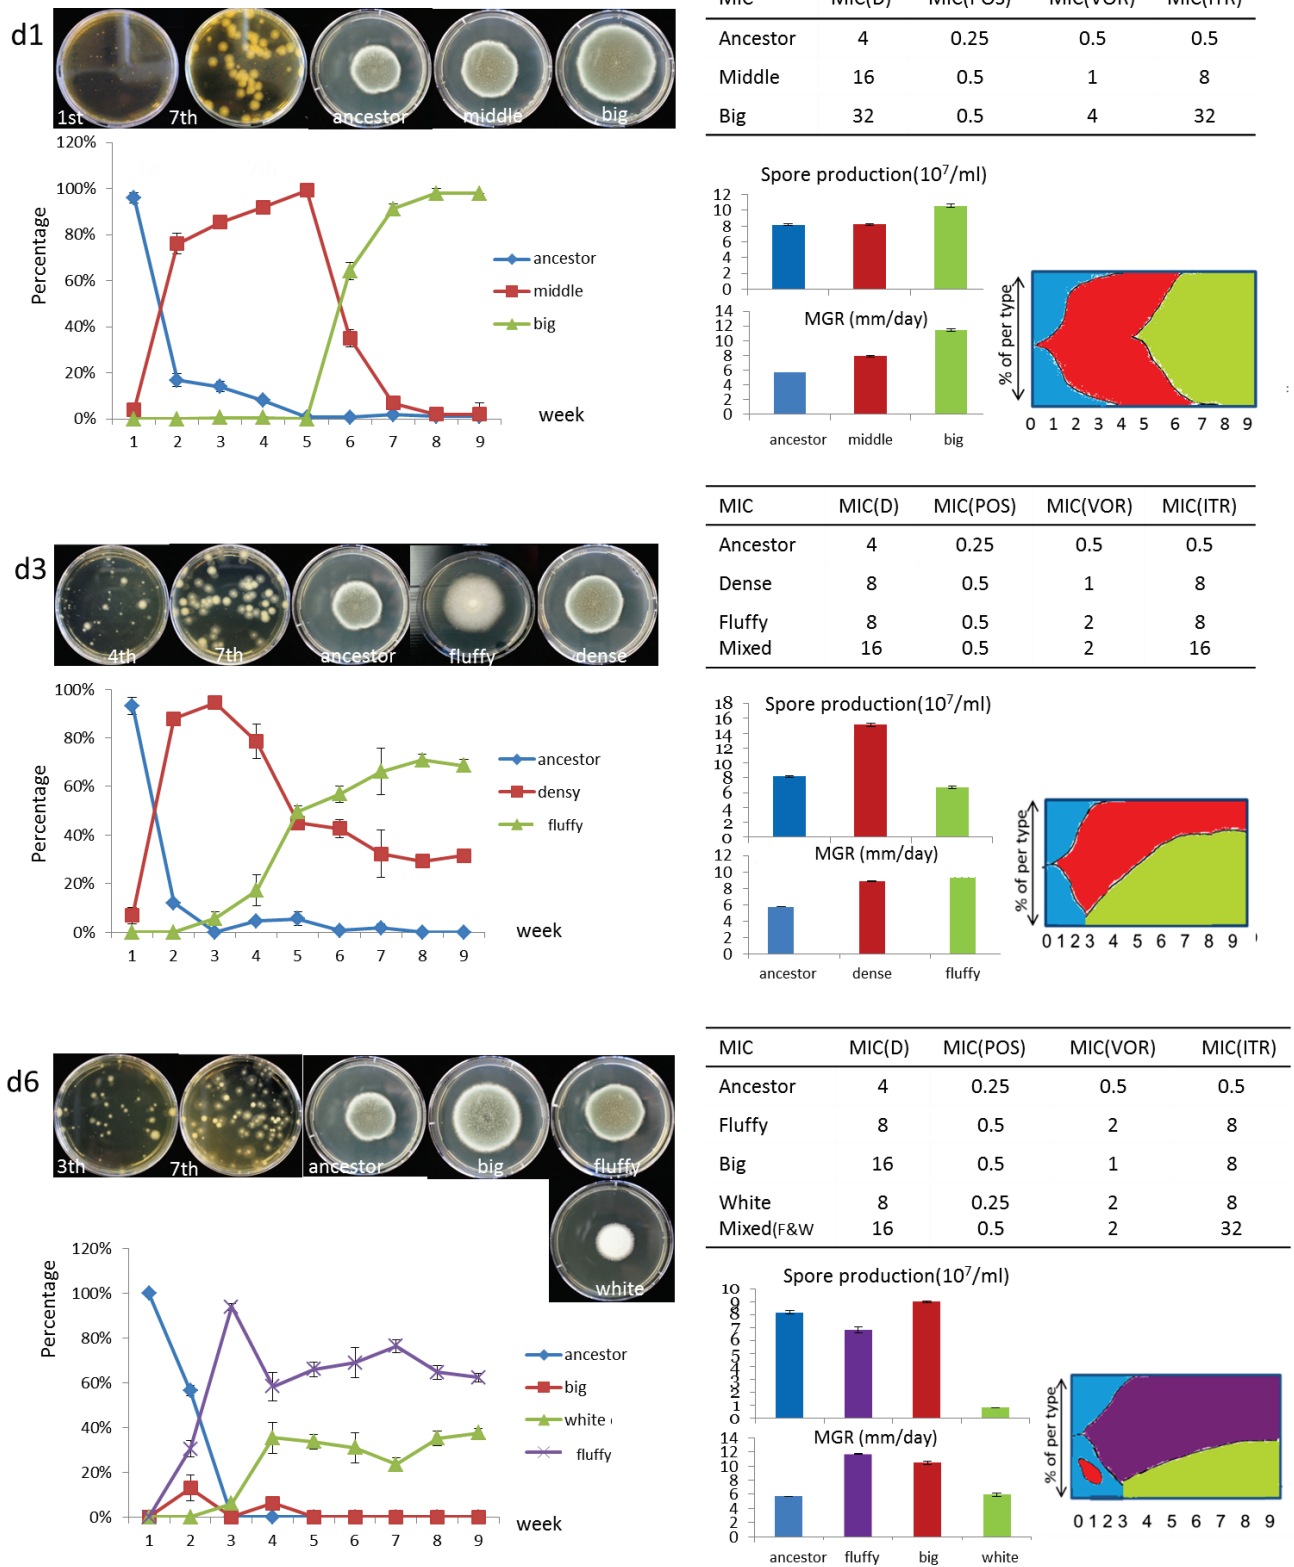 MIC MIC(D) MIC(POS) MIC(VOR) MIC(ITR)
Ancestor 4 0.25 0.5 0.5
Middle 16 0.5 1 8
Big 32 0.5 4 32
d1
1st 7th ancestor middle big
120%
100%
80%
60%
40%
20%
0%
Percentage
1 2 3 4 5 6 7 8 9
week
ancestor
middle
big
Spore production(10⁷/ml)
12
10
8
6
4
2
0
MGR (mm/day)
14
12
10
8
6
4
2
0
ancestor middle big
% of per type
0 1 2 3 4 5 6 7 8 9
:
MIC MIC(D) MIC(POS) MIC(VOR) MIC(ITR)
Ancestor 4 0.25 0.5 0.5
Dense 8 0.5 1 8
Fluffy 8 0.5 2 8
Mixed 16 0.5 2 16
d3
4th 7th ancestor fluffy dense
100%
80%
60%
40%
20%
0%
Percentage
1 2 3 4 5 6 7 8 9
week
ancestor
densy
fluffy
Spore production(10⁷/ml)
18
16
14
12
10
8
6
4
2
0
MGR (mm/day)
12
10
8
6
4
2
0
ancestor dense fluffy
% of per type
0 1 2 3 4 5 6 7 8 9
MIC MIC(D) MIC(POS) MIC(VOR) MIC(ITR)
Ancestor 4 0.25 0.5 0.5
Fluffy 8 0.5 2 8
Big 16 0.5 1 8
White 8 0.25 2 8
Mixed(F&W 16 0.5 2 32
d6
3th 7th ancestor big fluffy
white
120%
100%
80%
60%
40%
20%
0%
Percentage
1 2 3 4 5 6 7 8 9
week
ancestor
big
white
fluffy
Spore production(10⁷/ml)
10
9
8
7
6
5
4
3
2
1
0
MGR (mm/day)
14
12
10
8
6
4
2
0
ancestor fluffy big white
% of per type
0 1 2 3 4 5 6 7 8 9